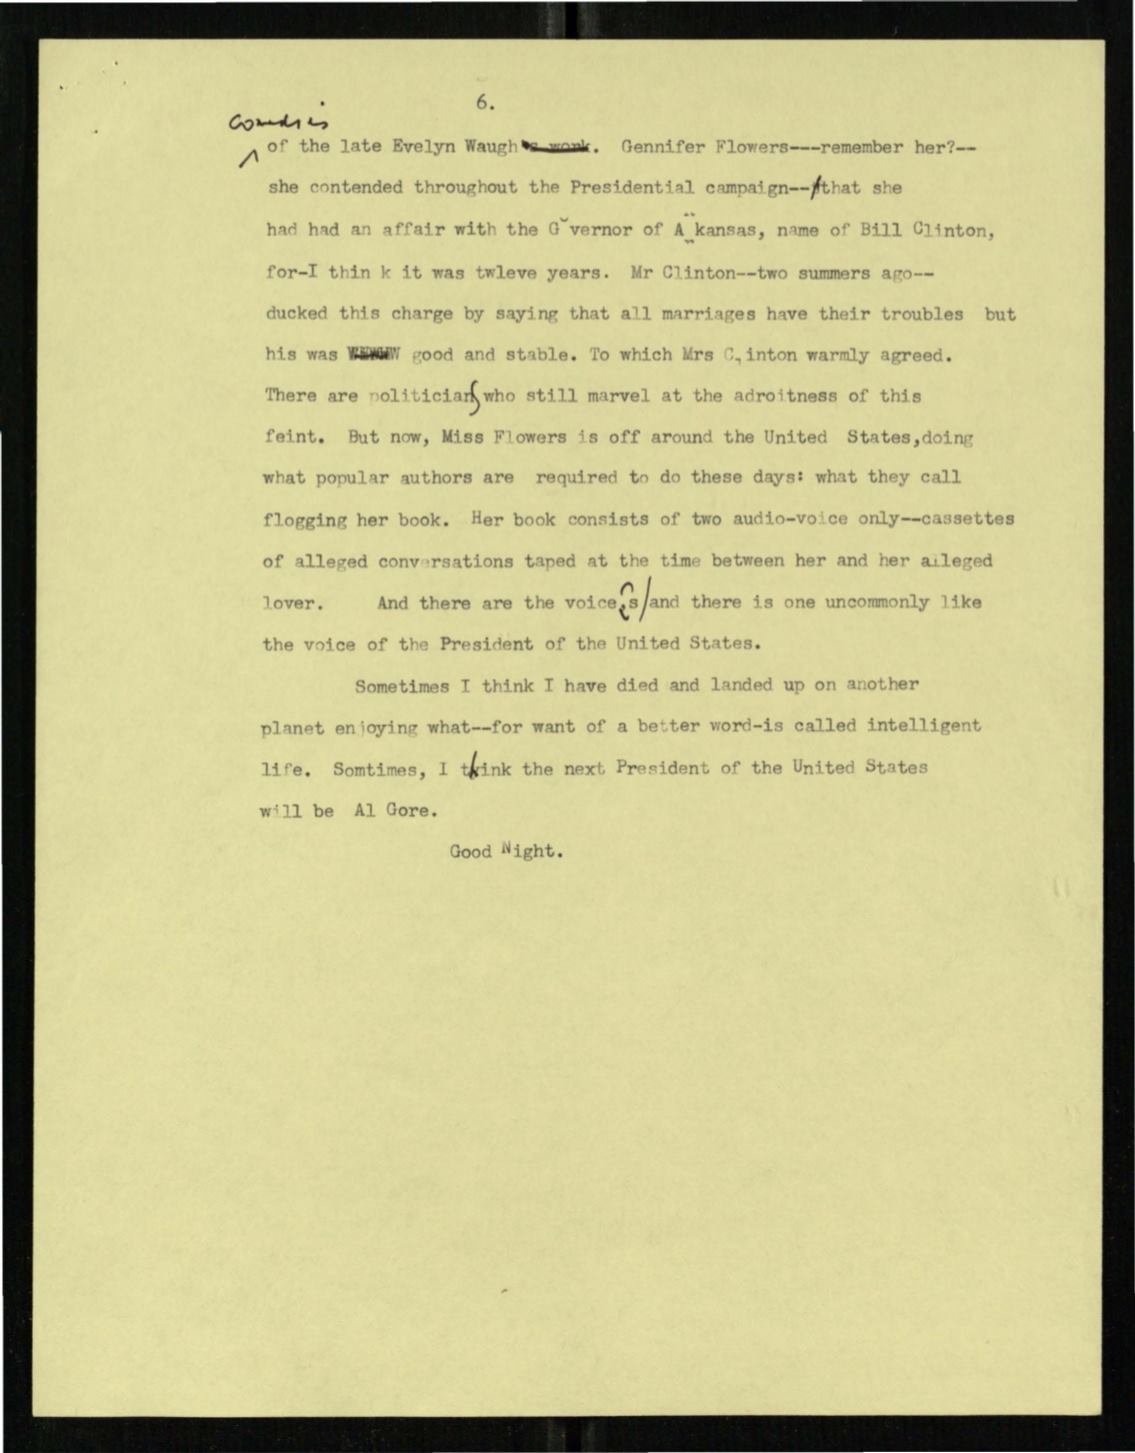 6.
comedies
of the late Evelyn Waugh's work. Gennifer Flowers---remember her?--
she contended throughout the Presidential campaign--that she
had had an affair with the Governor of Arkansas, name of Bill Clinton,
for-I thin k it was twleve years. Mr Clinton--two summers ago--
ducked this charge by saying that all marriages have their troubles but
his was good and stable. To which Mrs Clinton warmly agreed.
There are politicians who still marvel at the adroitness of this
feint. But now, Miss Flowers is off around the United States,doing
what popular authors are required to do these days: what they call
flogging her book. Her book consists of two audio-voice only--cassettes
of alleged conversations taped at the time between her and her alleged
lover. And there are the voices/and there is one uncommonly like
the voice of the President of the United States.
Sometimes I think I have died and landed up on another
planet enjoying what--for want of a better word-is called intelligent
life. Somtimes, I think the next President of the United States
will be Al Gore.
Good Night.